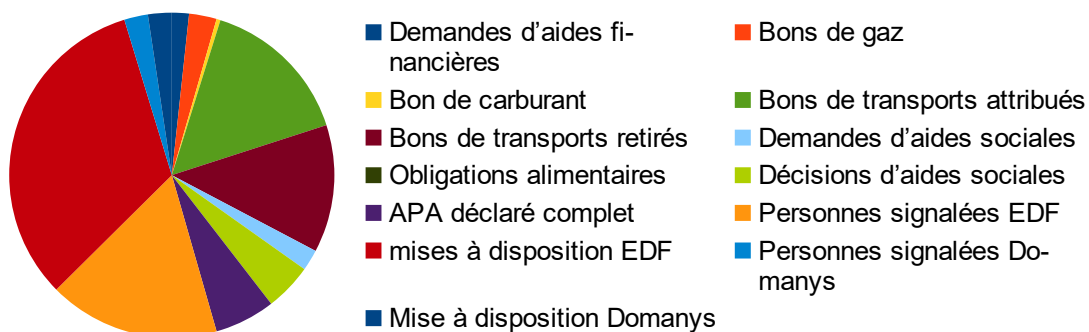 Demandes d'aides fi-
nancières
Bons de gaz
Bon de carburant
Bons de transports attribués
Bons de transports retirés
Demandes d'aides sociales
Obligations alimentaires
Décisions d'aides sociales
APA déclaré complet
Personnes signalées EDF
mises à disposition EDF
Personnes signalées Do-
manys
Mise à disposition Domanys